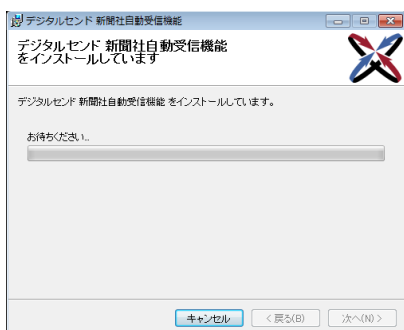 デジタルセンド 新聞社自動受信機能
デジタルセンド 新聞社自動受信機能
をインストールしています
デジタルセンド 新聞社自動受信機能 をインストールしています。
お待ちください...
キャンセル
< 戻る(B)
次へ(N) >